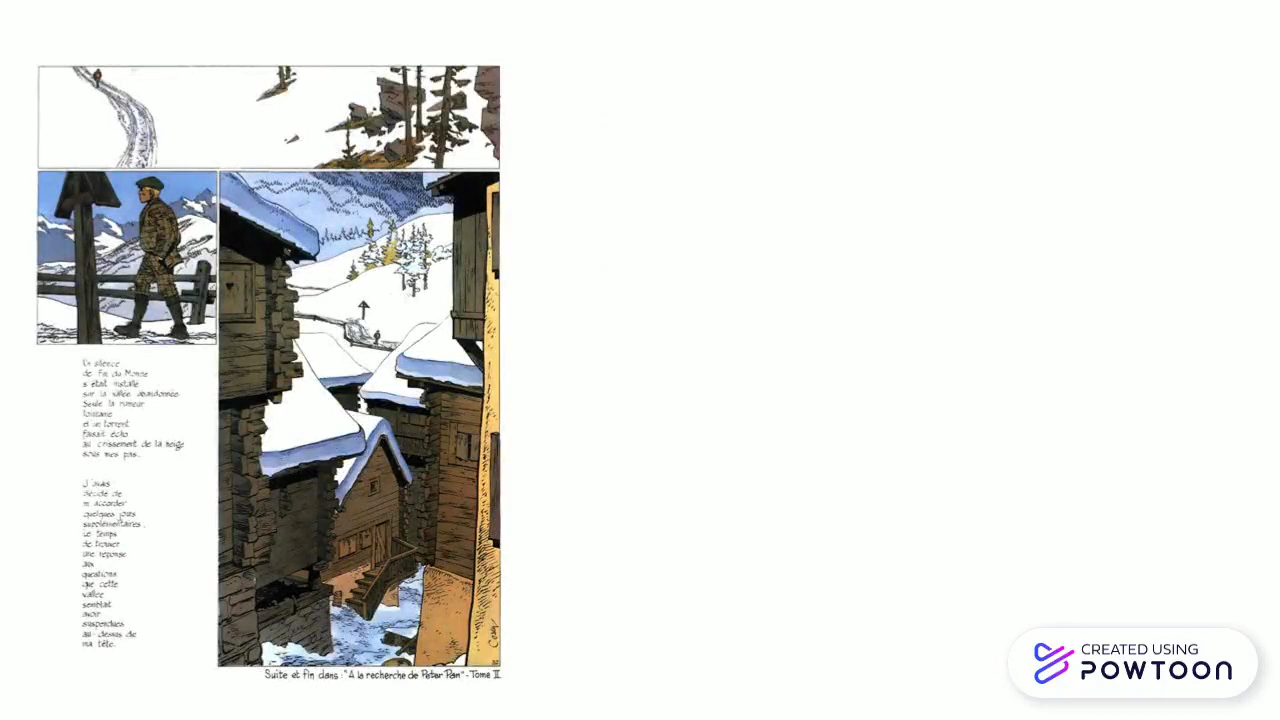 Un silence
de Fin du Monde
s'était installé
sur la vallée abandonnée
Seule la rumeur
lointaine
et un torrent
faisait écho
au crissement de la neige
sous mes pas.
J'avais
décidé de
m'accorder
quelques jours
supplémentaires.
Le temps
de trouver
une réponse
aux
questions
que cette
vallée
semblait
avoir
suspendues
au-dessus de
ma tête.
Cosey
Suite et fin dans : "A la recherche de Peter Pan" - Tome II
CREATED USING
POWTOON